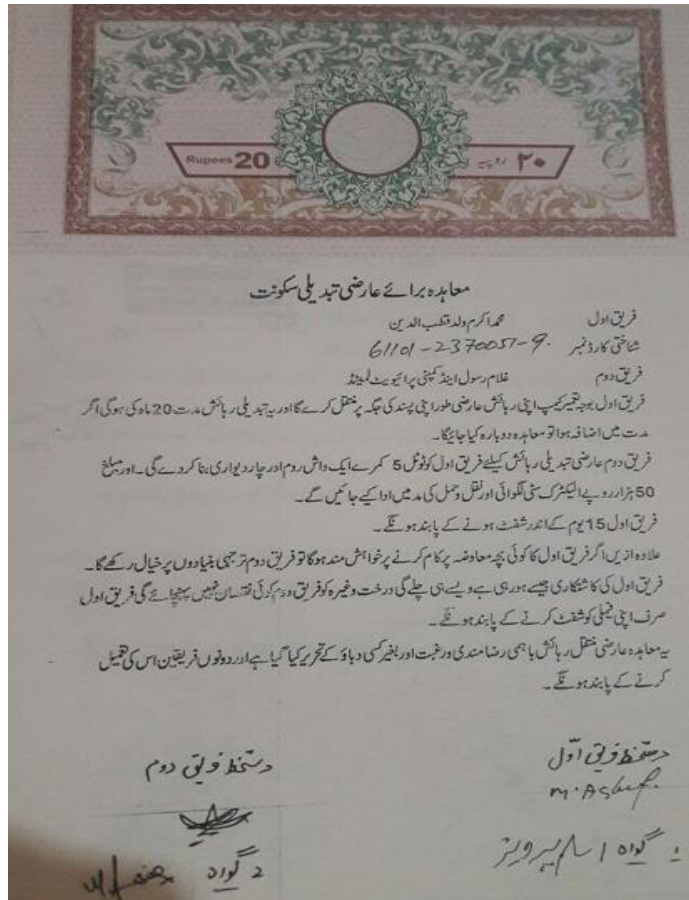 Rupees 20
۲۰ روپیہ
معاہدہ برائے عارضی تبدیلی سکونت
فریق اول محمد اکرم ولد قطب الدین
شناختی کارڈ نمبر 61101-2370051-9
فریق دوم غلام رسول اینڈ کمپنی پرائیویٹ لمیٹڈ
فریق اول بوجہ تعمیر کیمپ اپنی رہائش عارضی طور اپنی پسند کی جگہ پر منتقل کرے گا اور یہ تبدیلی رہائش مدت 20 ماہ کی ہوگی اگر
مدت میں اضافہ ہوا تو معاہدہ دوبارہ کیا جائیگا۔
فریق دوم عارضی تبدیلی رہائش کیلئے فریق اول کو ٹوٹل 5 کمرے ایک واش روم اور چار دیواری بنا کر دے گی۔ اور مبلغ
50 ہزار روپے الیکٹرک سٹی لگوائی اور نقل وحمل کی مد میں ادا کیے جائیں گے۔
فریق اول 15 یوم کے اندر شفٹ ہونے کے پابند ہونگے۔
علاوہ ازیں اگر فریق اول کا کوئی بچہ معاوضہ پر کام کرنے پر خواہش مند ہوگا تو فریق دوم ترجیحی بنیادوں پر خیال رکھے گا۔
فریق اول کی کاشتکاری جیسے ہورہی ہے ویسے ہی چلے گی درخت وغیرہ کو فریق دوم کوئی نقصان نہیں پہنچائے گی فریق اول
صرف اپنی فیملی کو شفٹ کرنے کے پابند ہونگے۔
یہ معاہدہ عارضی منتقل رہائش باہمی رضا مندی ورغبت اور بغیر کسی دباؤ کے تحریر کیا گیا ہے اور دونوں فریقین اس کی تعمیل
کرنے کے پابند ہونگے۔
دستخط فریق اوّل دستخط فریق دوم
گواہ 1 اسلم پرویز
2 گواہ